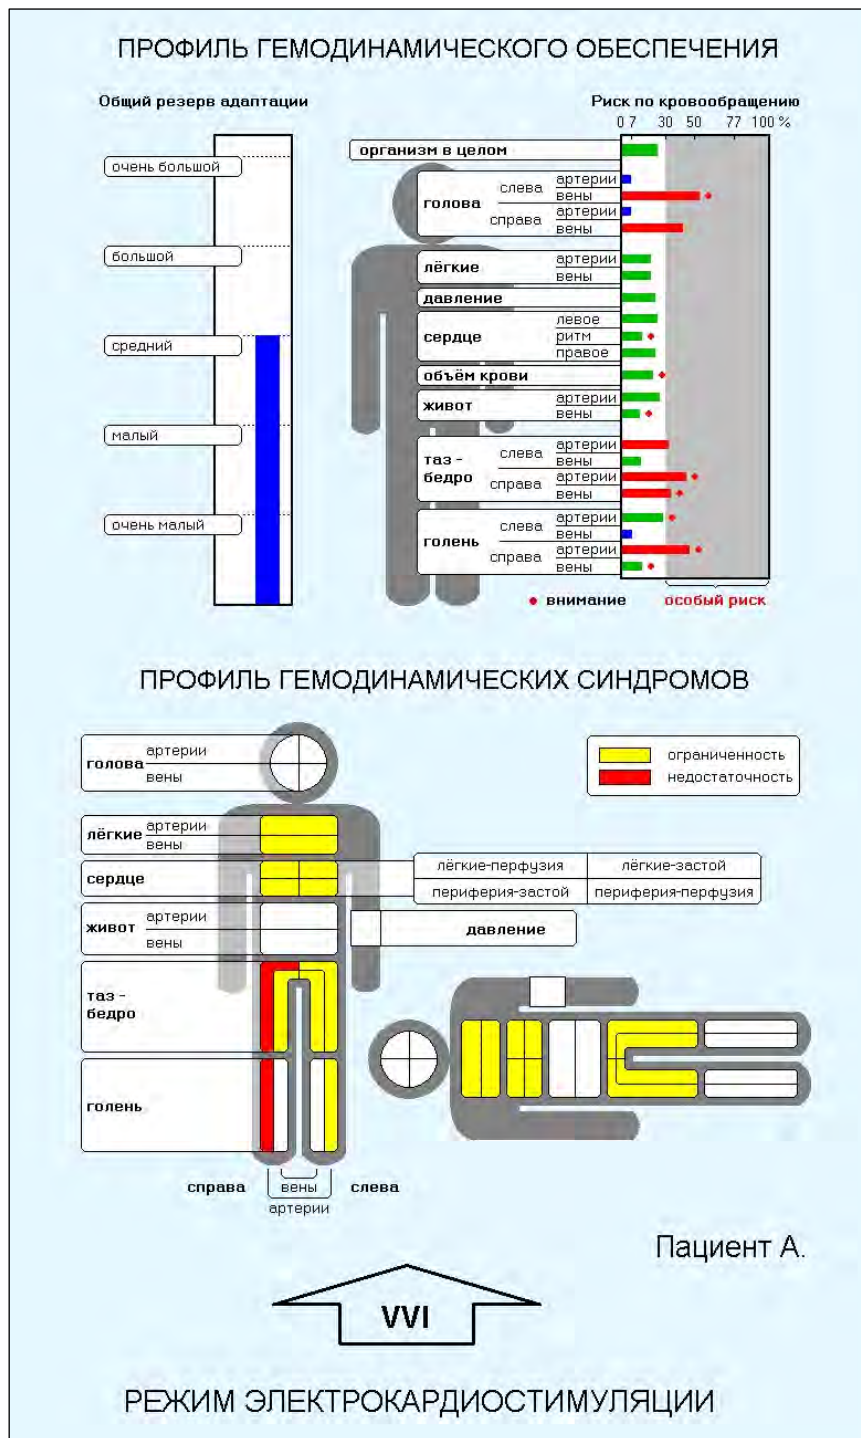 ПРОФИЛЬ ГЕМОДИНАМИЧЕСКОГО ОБЕСПЕЧЕНИЯ
Общий резерв адаптации
очень большой
большой
средний
малый
очень малый
Риск по кровообращению
0 7 30 50 77 100 %
организм в целом
голова
слева
артерии
вены
справа
артерии
вены
лёгкие
артерии
вены
давление
сердце
левое
ритм
правое
объём крови
живот
артерии
вены
таз -
бедро
слева
артерии
вены
справа
артерии
вены
голень
слева
артерии
вены
справа
артерии
вены
внимание
особый риск
ПРОФИЛЬ ГЕМОДИНАМИЧЕСКИХ СИНДРОМОВ
голова
артерии
вены
ограниченность
недостаточность
лёгкие
артерии
вены
сердце
лёгкие-перфузия
лёгкие-застой
периферия-застой
периферия-перфузия
живот
артерии
вены
давление
таз -
бедро
голень
справа
вены
слева
артерии
Пациент А.
VVI
РЕЖИМ ЭЛЕКТРОКАРДИОСТИМУЛЯЦИИ